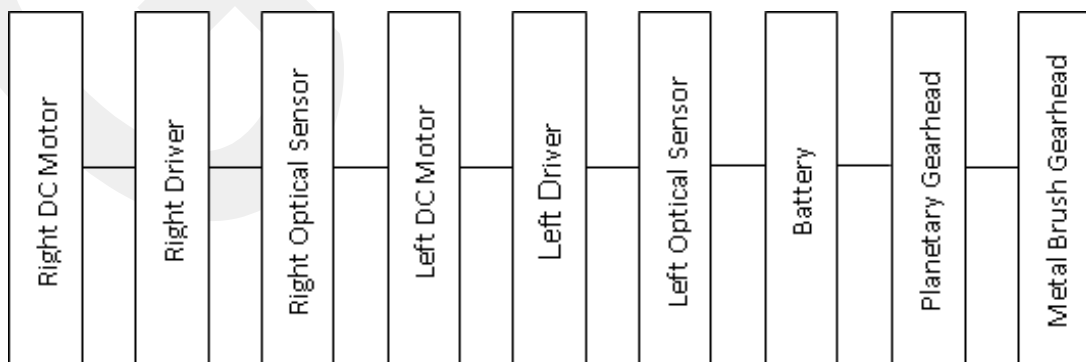 Right DC Motor
Right Driver
Right Optical Sensor
Left DC Motor
Left Driver
Left Optical Sensor
Battery
Planetary Gearhead
Metal Brush Gearhead